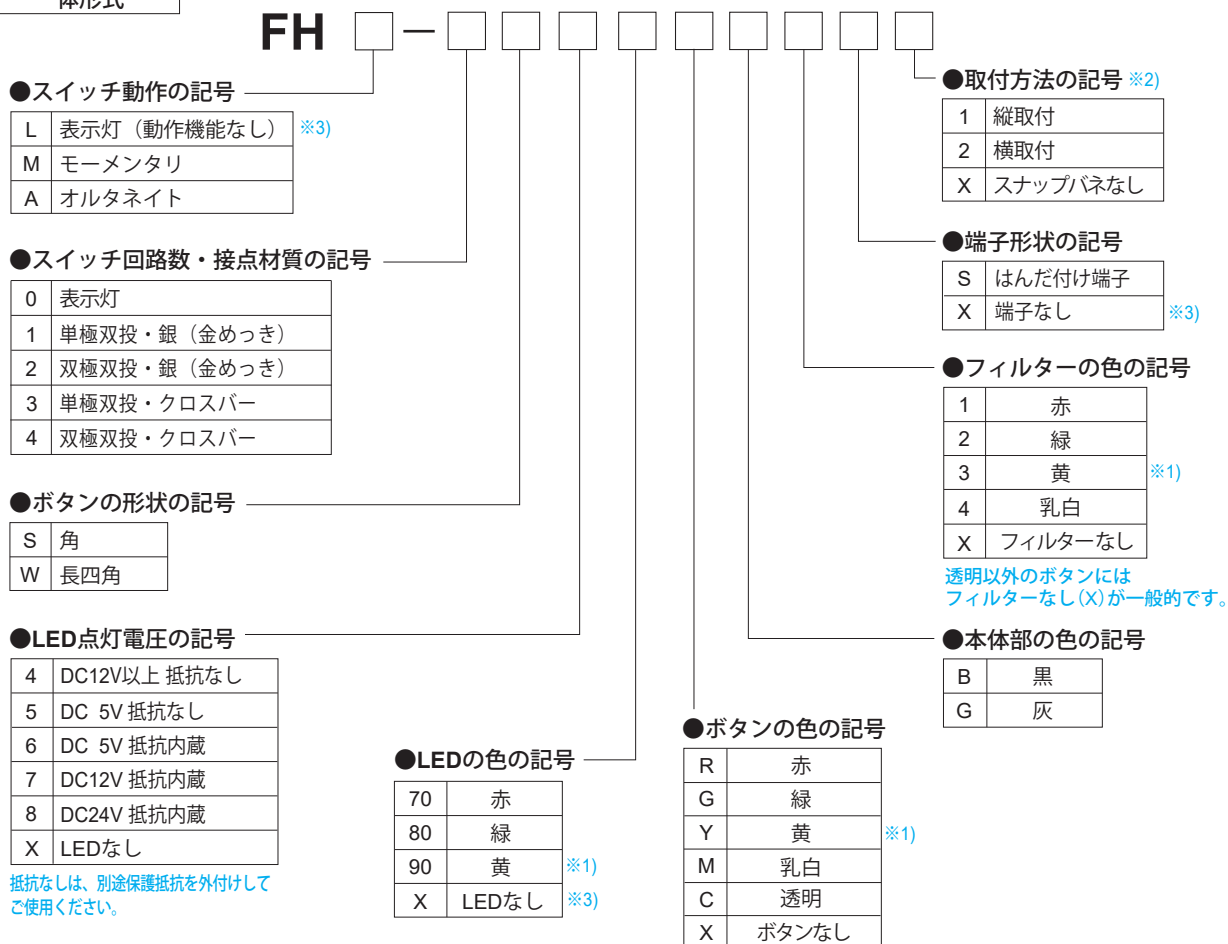 体形式
FH □－□□□□□□□□□
●スイッチ動作の記号
L 表示灯（動作機能なし） ※3)
M モーメンタリ
A オルタネイト
●スイッチ回路数・接点材質の記号
0 表示灯
1 単極双投・銀（金めっき）
2 双極双投・銀（金めっき）
3 単極双投・クロスバー
4 双極双投・クロスバー
●ボタンの形状の記号
S 角
W 長四角
●LED点灯電圧の記号
4 DC12V以上 抵抗なし
5 DC 5V 抵抗なし
6 DC 5V 抵抗内蔵
7 DC12V 抵抗内蔵
8 DC24V 抵抗内蔵
X LEDなし
抵抗なしは、別途保護抵抗を外付けして
ご使用ください。
●LEDの色の記号
70 赤
80 緑
90 黄 ※1)
X LEDなし ※3)
●ボタンの色の記号
R 赤
G 緑
Y 黄 ※1)
M 乳白
C 透明
X ボタンなし
●取付方法の記号 ※2)
1 縦取付
2 横取付
X スナップバネなし
●端子形状の記号
S はんだ付け端子
X 端子なし ※3)
●フィルターの色の記号
1 赤
2 緑
3 黄 ※1)
4 乳白
X フィルターなし
透明以外のボタンには
フィルターなし（X）が一般的です。
●本体部の色の記号
B 黒
G 灰